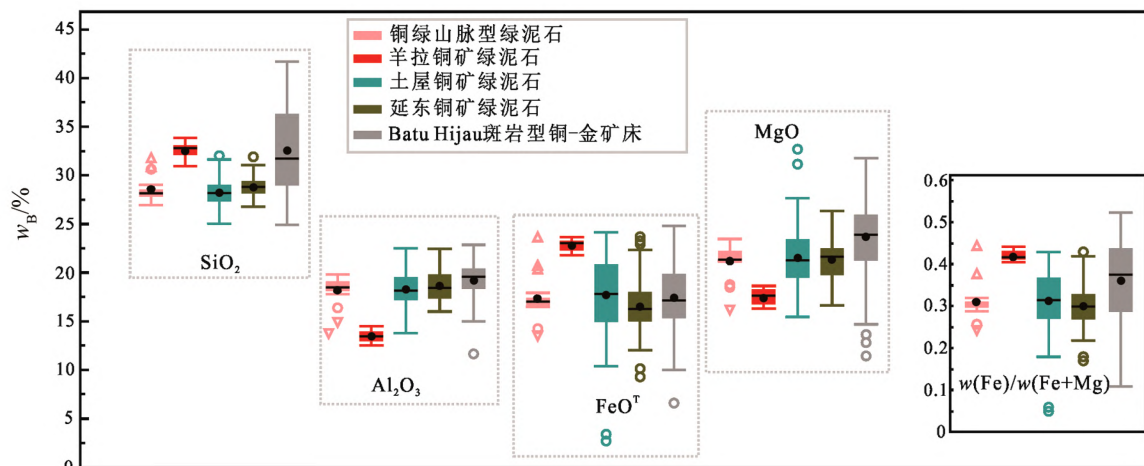 45
40
35
30
25
20
15
10
5
0
w_B/%
铜绿山脉型绿泥石
羊拉铜矿绿泥石
土屋铜矿绿泥石
延东铜矿绿泥石
Batu Hijau斑岩型铜-金矿床
SiO₂
Al₂O₃
FeOᵀ
MgO
0.6
0.5
0.4
0.3
0.2
0.1
0
w(Fe)/w(Fe+Mg)